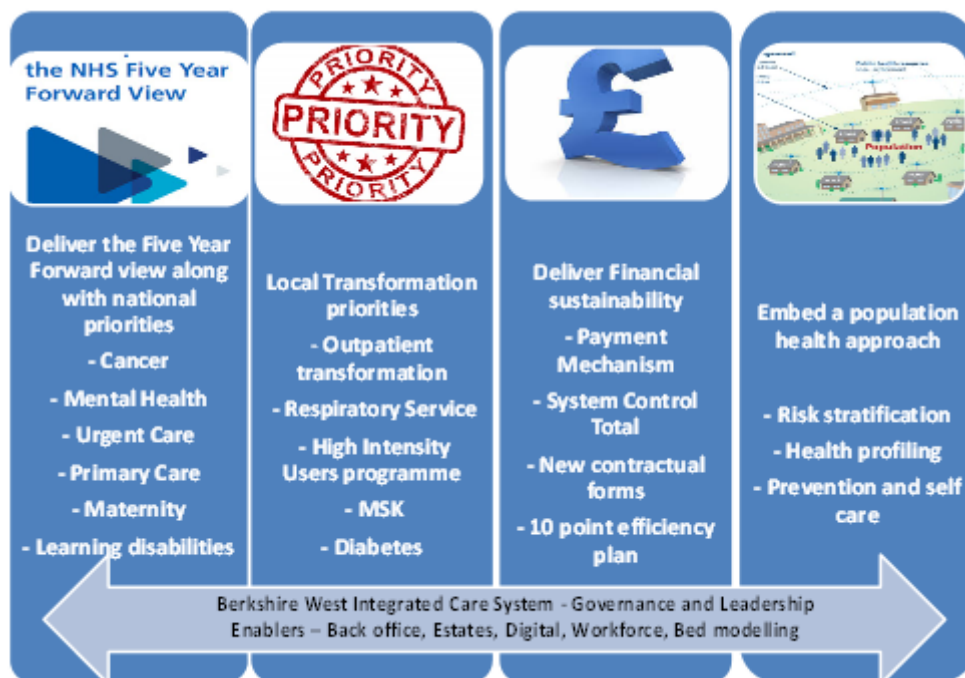 the NHS Five Year
Forward View
Deliver the Five Year
Forward view along
with national
priorities
- Cancer
- Mental Health
- Urgent Care
- Primary Care
- Maternity
- Learning disabilities
PRIORITY
PRIORITY
PRIORITY
Local Transformation
priorities
- Outpatient
transformation
- Respiratory Service
- High Intensity
Users programme
- MSK
- Diabetes
£
Deliver Financial
sustainability
- Payment
Mechanism
- System Control
Total
- New contractual
forms
- 10 point efficiency
plan
Population
Embed a population
health approach
- Risk stratification
- Health profiling
- Prevention and self
care
Berkshire West Integrated Care System - Governance and Leadership
Enablers – Back office, Estates, Digital, Workforce, Bed modelling